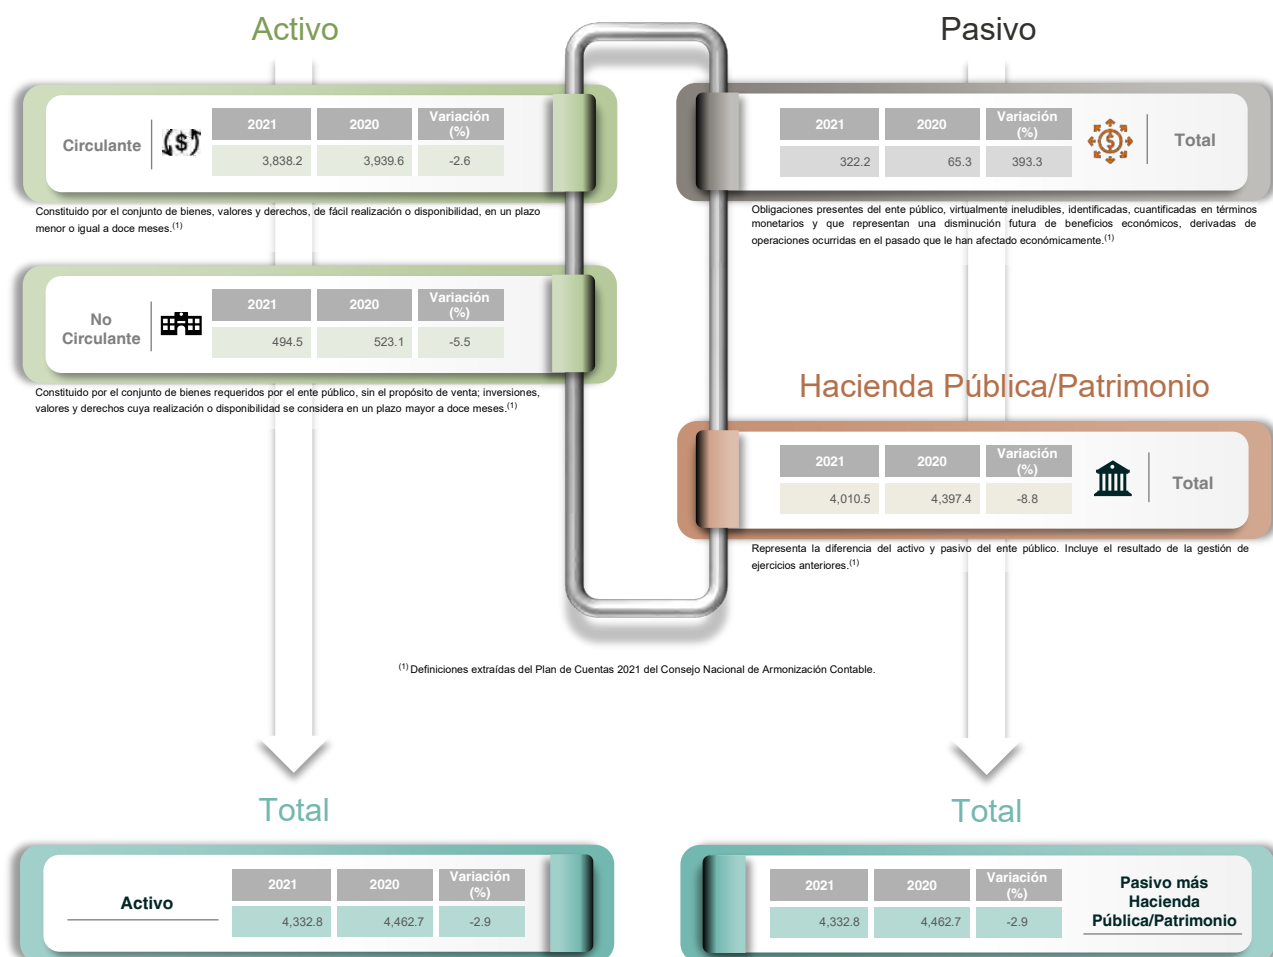 Activo
Circulante
2021 2020 Variación
(%)
3,838.2 3,939.6 -2.6
Constituido por el conjunto de bienes, valores y derechos, de fácil realización o disponibilidad, en un plazo
menor o igual a doce meses.(1)
No
Circulante
2021 2020 Variación
(%)
494.5 523.1 -5.5
Constituido por el conjunto de bienes requeridos por el ente público, sin el propósito de venta; inversiones,
valores y derechos cuya realización o disponibilidad se considera en un plazo mayor a doce meses.(1)
Pasivo
2021 2020 Variación
(%)
322.2 65.3 393.3
Total
Obligaciones presentes del ente público, virtualmente ineludibles, identificadas, cuantificadas en términos
monetarios y que representan una disminución futura de beneficios económicos, derivadas de
operaciones ocurridas en el pasado que le han afectado económicamente.(1)
Hacienda Pública/Patrimonio
2021 2020 Variación
(%)
4,010.5 4,397.4 -8.8
Total
Representa la diferencia del activo y pasivo del ente público. Incluye el resultado de la gestión de
ejercicios anteriores.(1)
(1) Definiciones extraídas del Plan de Cuentas 2021 del Consejo Nacional de Armonización Contable.
Total
Activo
2021 2020 Variación
(%)
4,332.8 4,462.7 -2.9
Total
2021 2020 Variación
(%)
4,332.8 4,462.7 -2.9
Pasivo más
Hacienda
Pública/Patrimonio